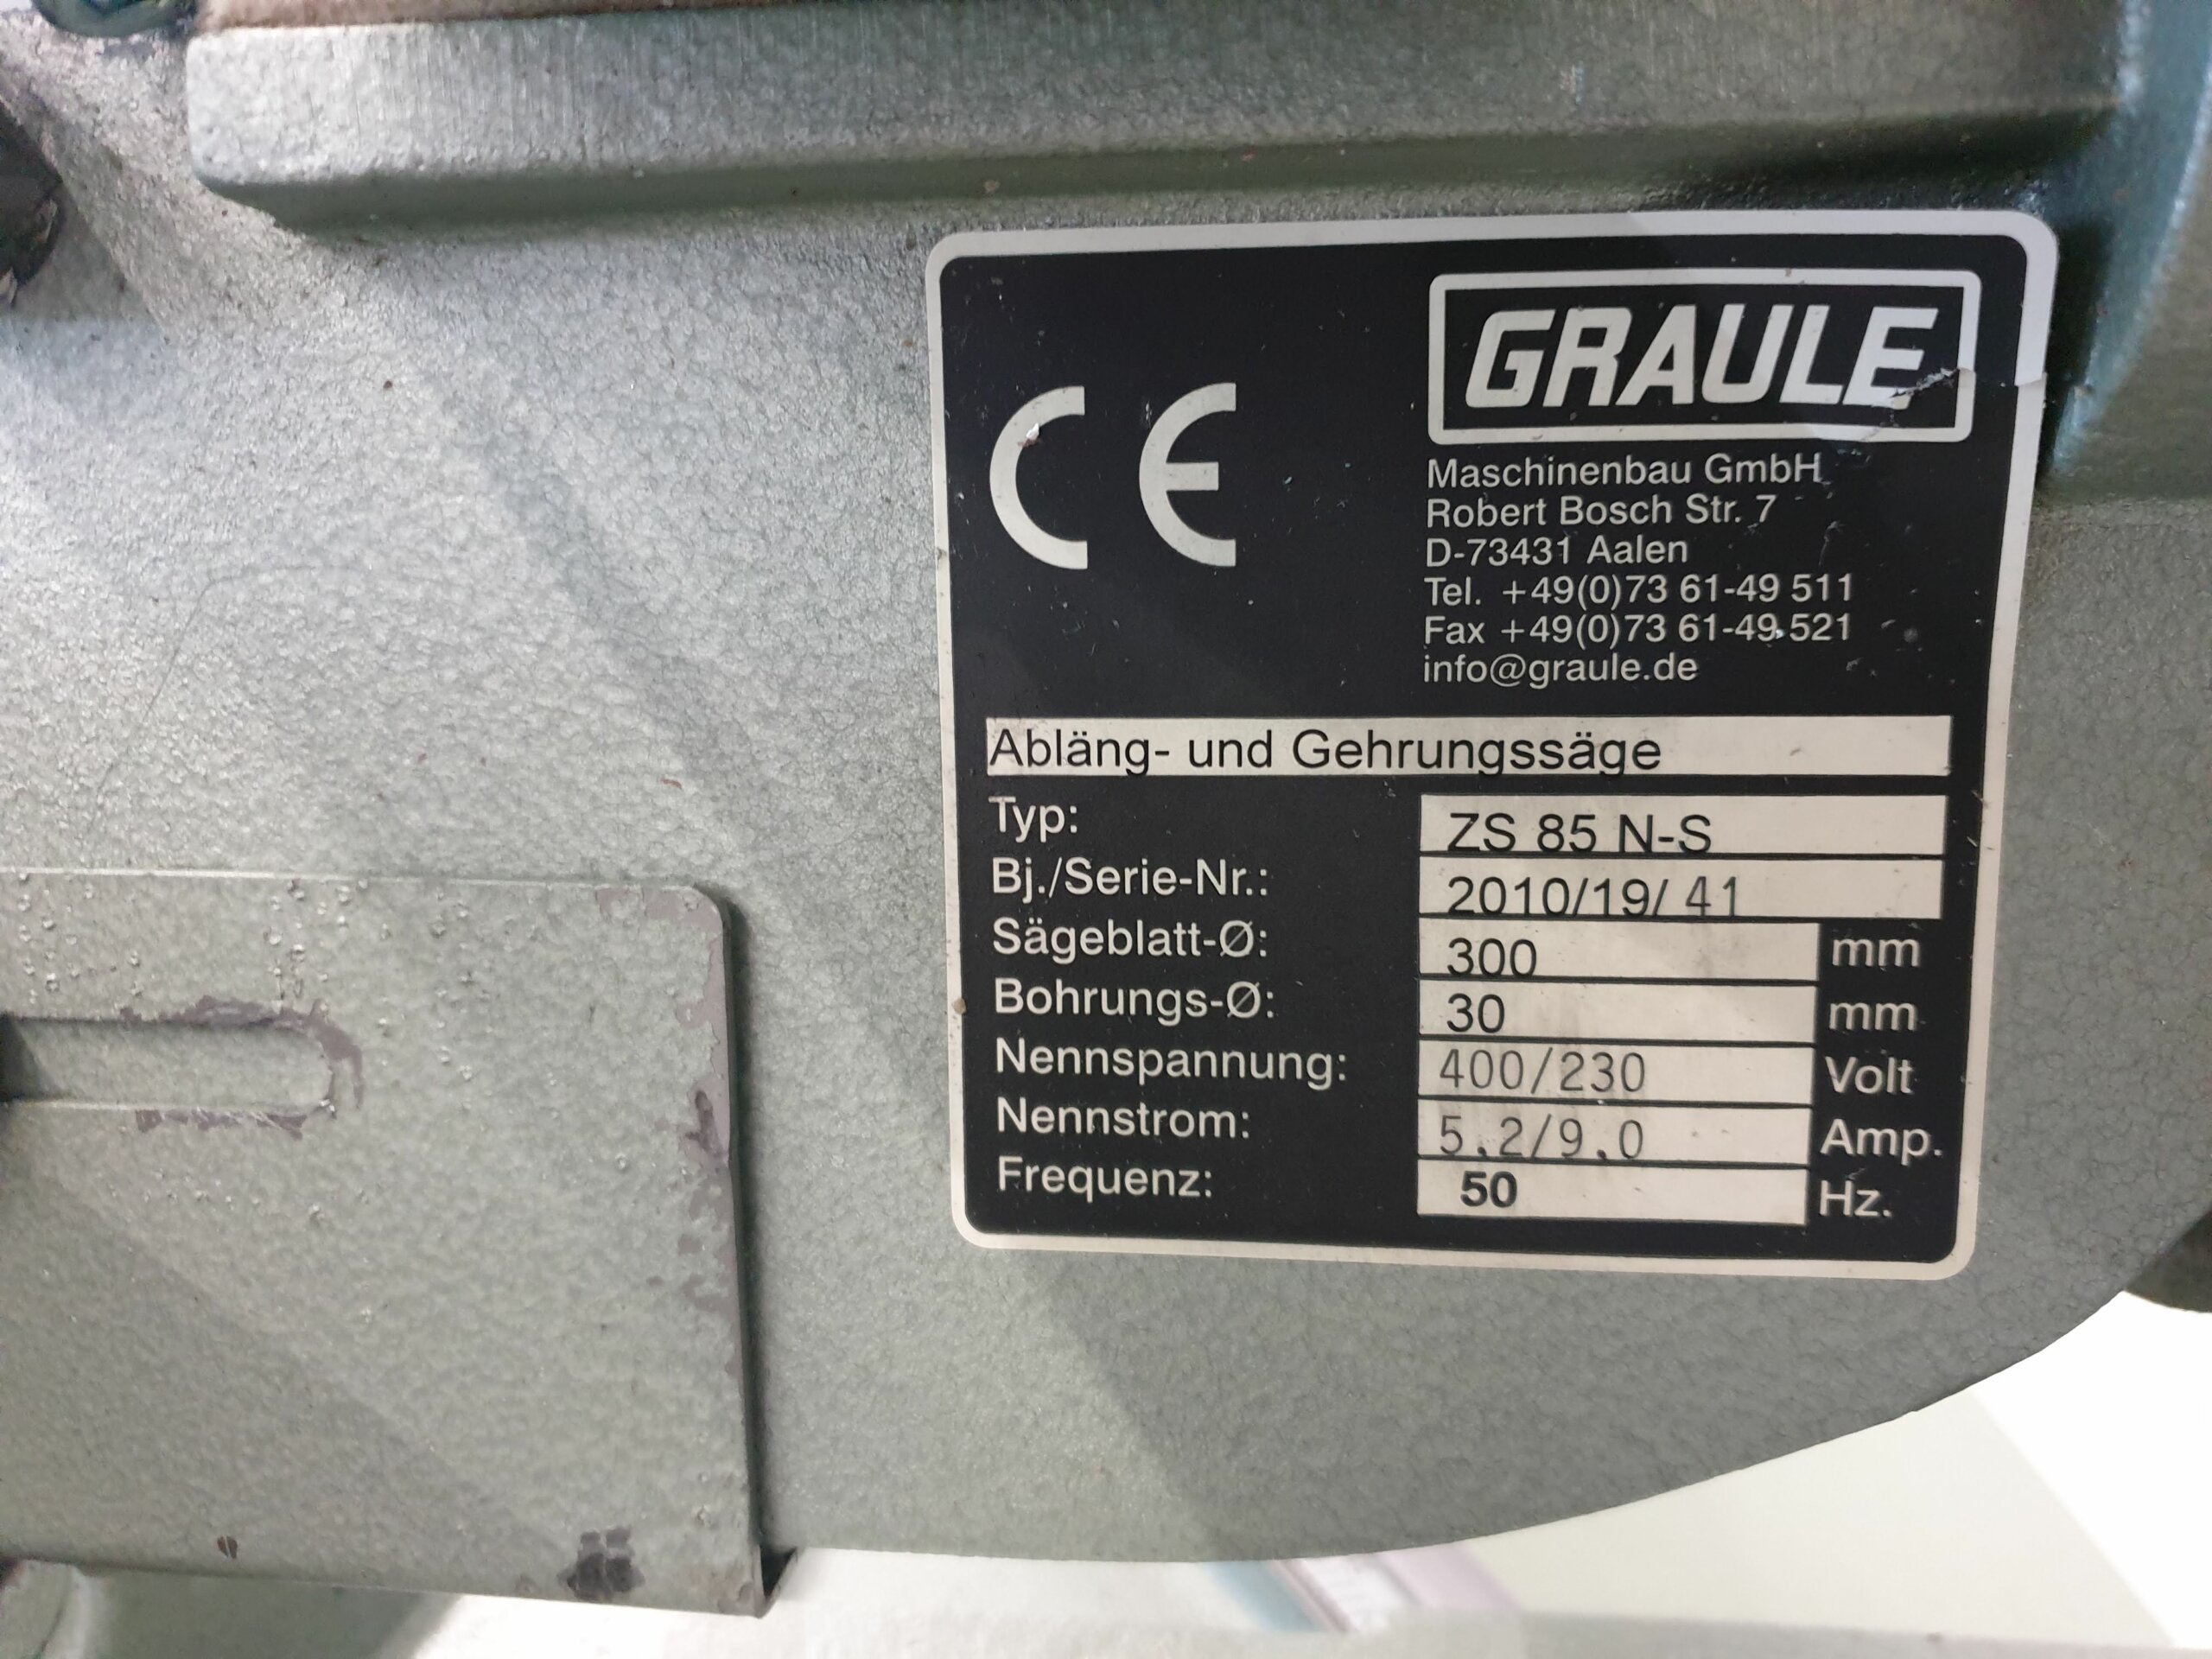 CE
GRAULE
Maschinenbau GmbH
Robert Bosch Str. 7
D-73431 Aalen
Tel. +49(0)73 61-49 511
Fax +49(0)73 61-49 521
info@graule.de
Abläng- und Gehrungssäge
Typ: ZS 85 N-S
Bj./Serie-Nr.: 2010/19/ 41
Sägeblatt-Ø: 300 mm
Bohrungs-Ø: 30 mm
Nennspannung: 400/230 Volt
Nennstrom: 5.2/9.0 Amp.
Frequenz: 50 Hz.